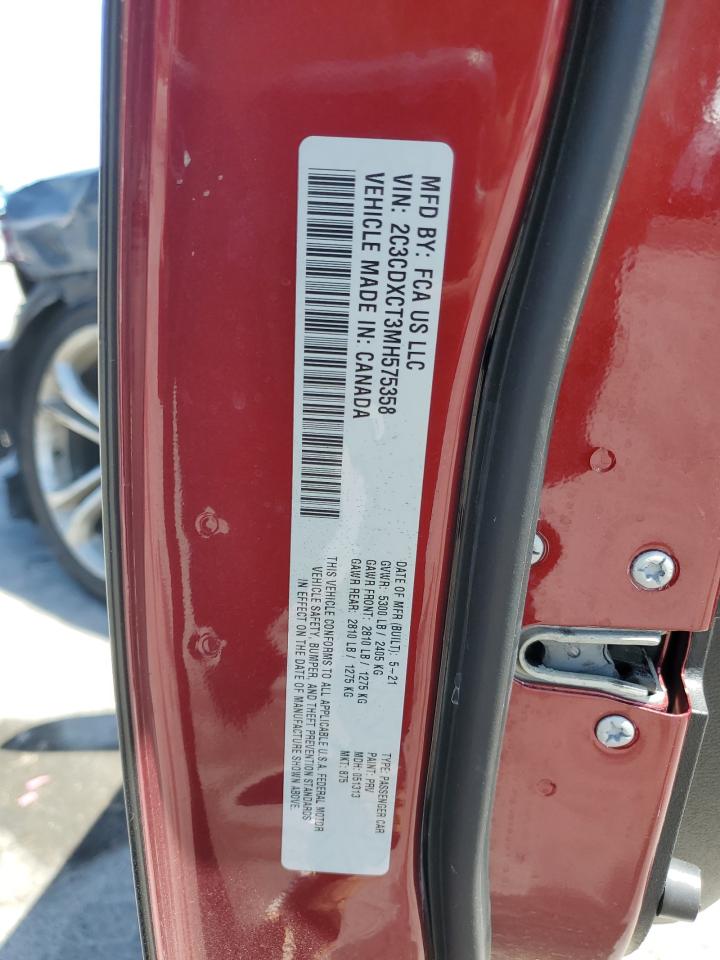 MFD BY: FCA US LLC
VIN: 2C3CDXCT3MH575358
VEHICLE MADE IN: CANADA
DATE OF MFR (BUILT): 5-21
GVWR: 5300 LB / 2405 KG
GAWR FRONT: 2810 LB / 1275 KG
GAWR REAR: 2810 LB / 1275 KG
TYPE: PASSENGER CAR
PAINT: PRV
MDH: 051313
MKT: 875
THIS VEHICLE CONFORMS TO ALL APPLICABLE U.S.A. FEDERAL MOTOR
VEHICLE SAFETY, BUMPER, AND THEFT PREVENTION STANDARDS
IN EFFECT ON THE DATE OF MANUFACTURE SHOWN ABOVE.